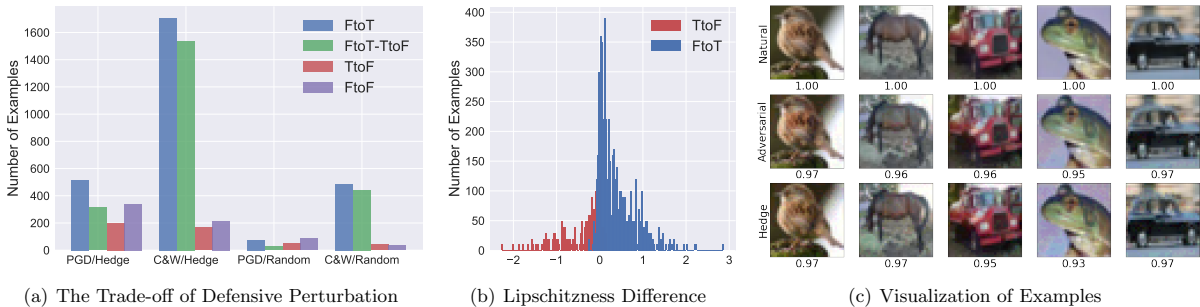 1600
1400
1200
1000
800
600
400
200
0
Number of Examples
FtoT
FtoT-TtoF
TtoF
FtoF
PGD/Hedge C&W/Hedge PGD/Random C&W/Random
(a) The Trade-off of Defensive Perturbation
400
350
300
250
200
150
100
50
0
Number of Examples
TtoF
FtoT
−2 −1 0 1 2 3
(b) Lipschitzness Difference
Natural
1.00 1.00 1.00 1.00 1.00
Adversarial
0.97 0.96 0.96 0.95 0.97
Hedge
0.97 0.97 0.95 0.93 0.97
(c) Visualization of Examples